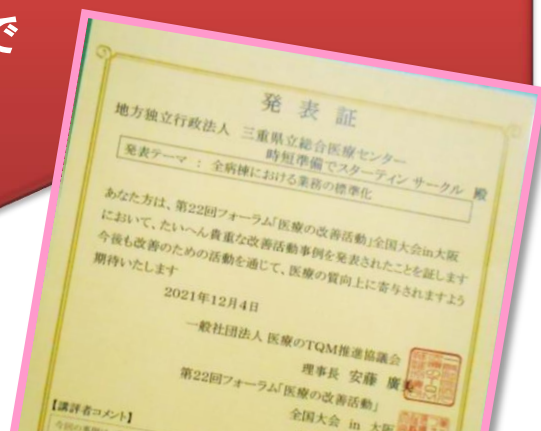 で
発表証
地方独立行政法人 三重県立総合医療センター
時短準備でスターティン サークル 殿
発表テーマ : 全病棟における業務の標準化
あなた方は、第22回フォーラム「医療の改善活動」全国大会in大阪
において、たいへん貴重な改善活動事例を発表されたことを証します
今後も改善のための活動を通じて、医療の質向上に寄与されますよう
期待いたします
2021年12月4日
一般社団法人 医療のTQM推進協議会
理事長 安藤 廣美
第22回フォーラム「医療の改善活動」
全国大会 in 大阪
【講評者コメント】